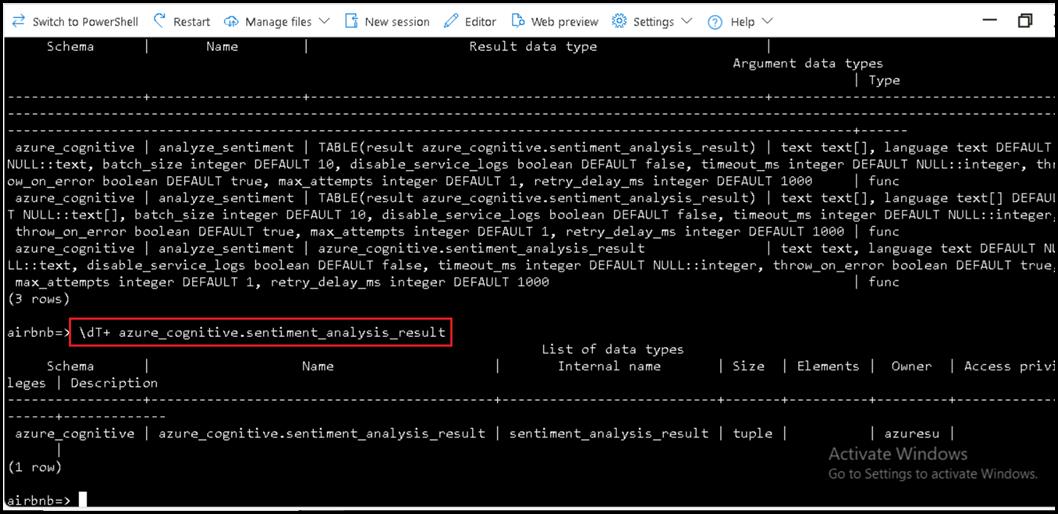 Switch to PowerShell Restart Manage files New session Editor Web preview Settings Help
Schema | Name | Result data type |
Argument data types
| Type
---------------+------------------+-----------------------------------------------------+-------------------------------
-----------------------------------------------------------------------------------------------------------------------
-------------------------------------------------------------------------------------------------+------
azure_cognitive | analyze_sentiment | TABLE(result azure_cognitive.sentiment_analysis_result) | text text[], language text DEFAULT
NULL::text, batch_size integer DEFAULT 10, disable_service_logs boolean DEFAULT false, timeout_ms integer DEFAULT NULL::integer, thr
ow_on_error boolean DEFAULT true, max_attempts integer DEFAULT 1, retry_delay_ms integer DEFAULT 1000 | func
azure_cognitive | analyze_sentiment | TABLE(result azure_cognitive.sentiment_analysis_result) | text text[], language text[] DEFAUL
T NULL::text[], batch_size integer DEFAULT 10, disable_service_logs boolean DEFAULT false, timeout_ms integer DEFAULT NULL::integer,
throw_on_error boolean DEFAULT true, max_attempts integer DEFAULT 1, retry_delay_ms integer DEFAULT 1000 | func
azure_cognitive | analyze_sentiment | azure_cognitive.sentiment_analysis_result | text text, language text DEFAULT NU
LL::text, disable_service_logs boolean DEFAULT false, timeout_ms integer DEFAULT NULL::integer, throw_on_error boolean DEFAULT true,
max_attempts integer DEFAULT 1, retry_delay_ms integer DEFAULT 1000 | func
(3 rows)
airbnb=> \dT+ azure_cognitive.sentiment_analysis_result
List of data types
Schema | Name | Internal name | Size | Elements | Owner | Access privi
leges | Description
----------------+-------------------------------------------+---------------------------+-------+----------+---------+-------------
------+-------------
azure_cognitive | azure_cognitive.sentiment_analysis_result | sentiment_analysis_result | tuple | | azuresu |
|
(1 row)
airbnb=>
Activate Windows
Go to Settings to activate Windows.